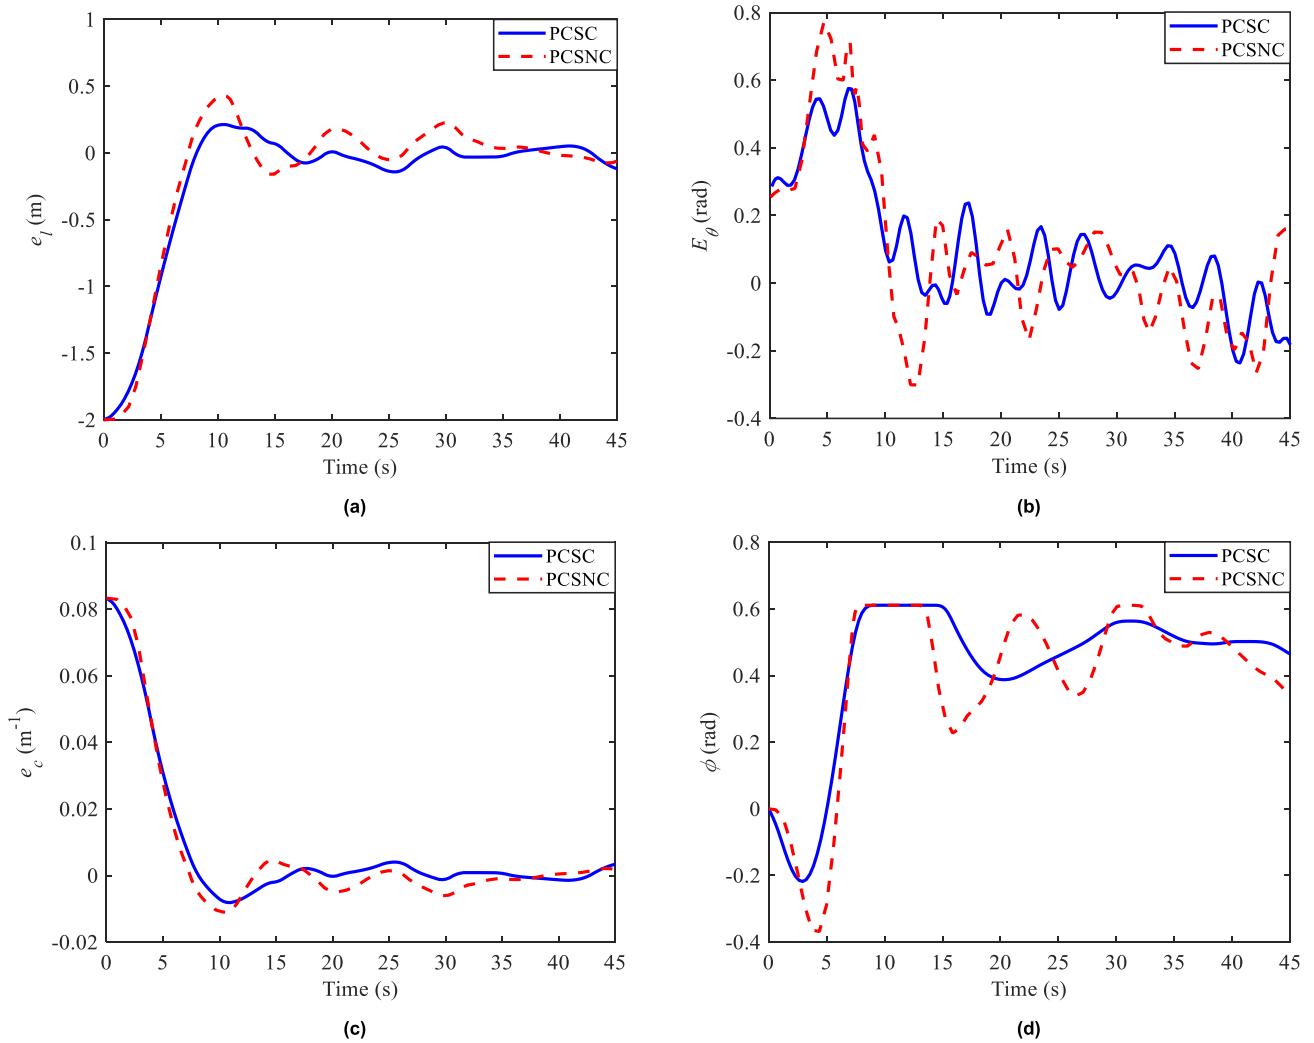 1
0.5
0
-0.5
-1
-1.5
-2
0 5 10 15 20 25 30 35 40 45
Time (s)
e_l (m)
PCSC
PCSNC
(a)
0.8
0.6
0.4
0.2
0
-0.2
-0.4
0 5 10 15 20 25 30 35 40 45
Time (s)
E_θ (rad)
PCSC
PCSNC
(b)
0.1
0.08
0.06
0.04
0.02
0
-0.02
0 5 10 15 20 25 30 35 40 45
Time (s)
e_c (m^-1)
PCSC
PCSNC
(c)
0.8
0.6
0.4
0.2
0
-0.2
-0.4
0 5 10 15 20 25 30 35 40 45
Time (s)
ϕ (rad)
PCSC
PCSNC
(d)